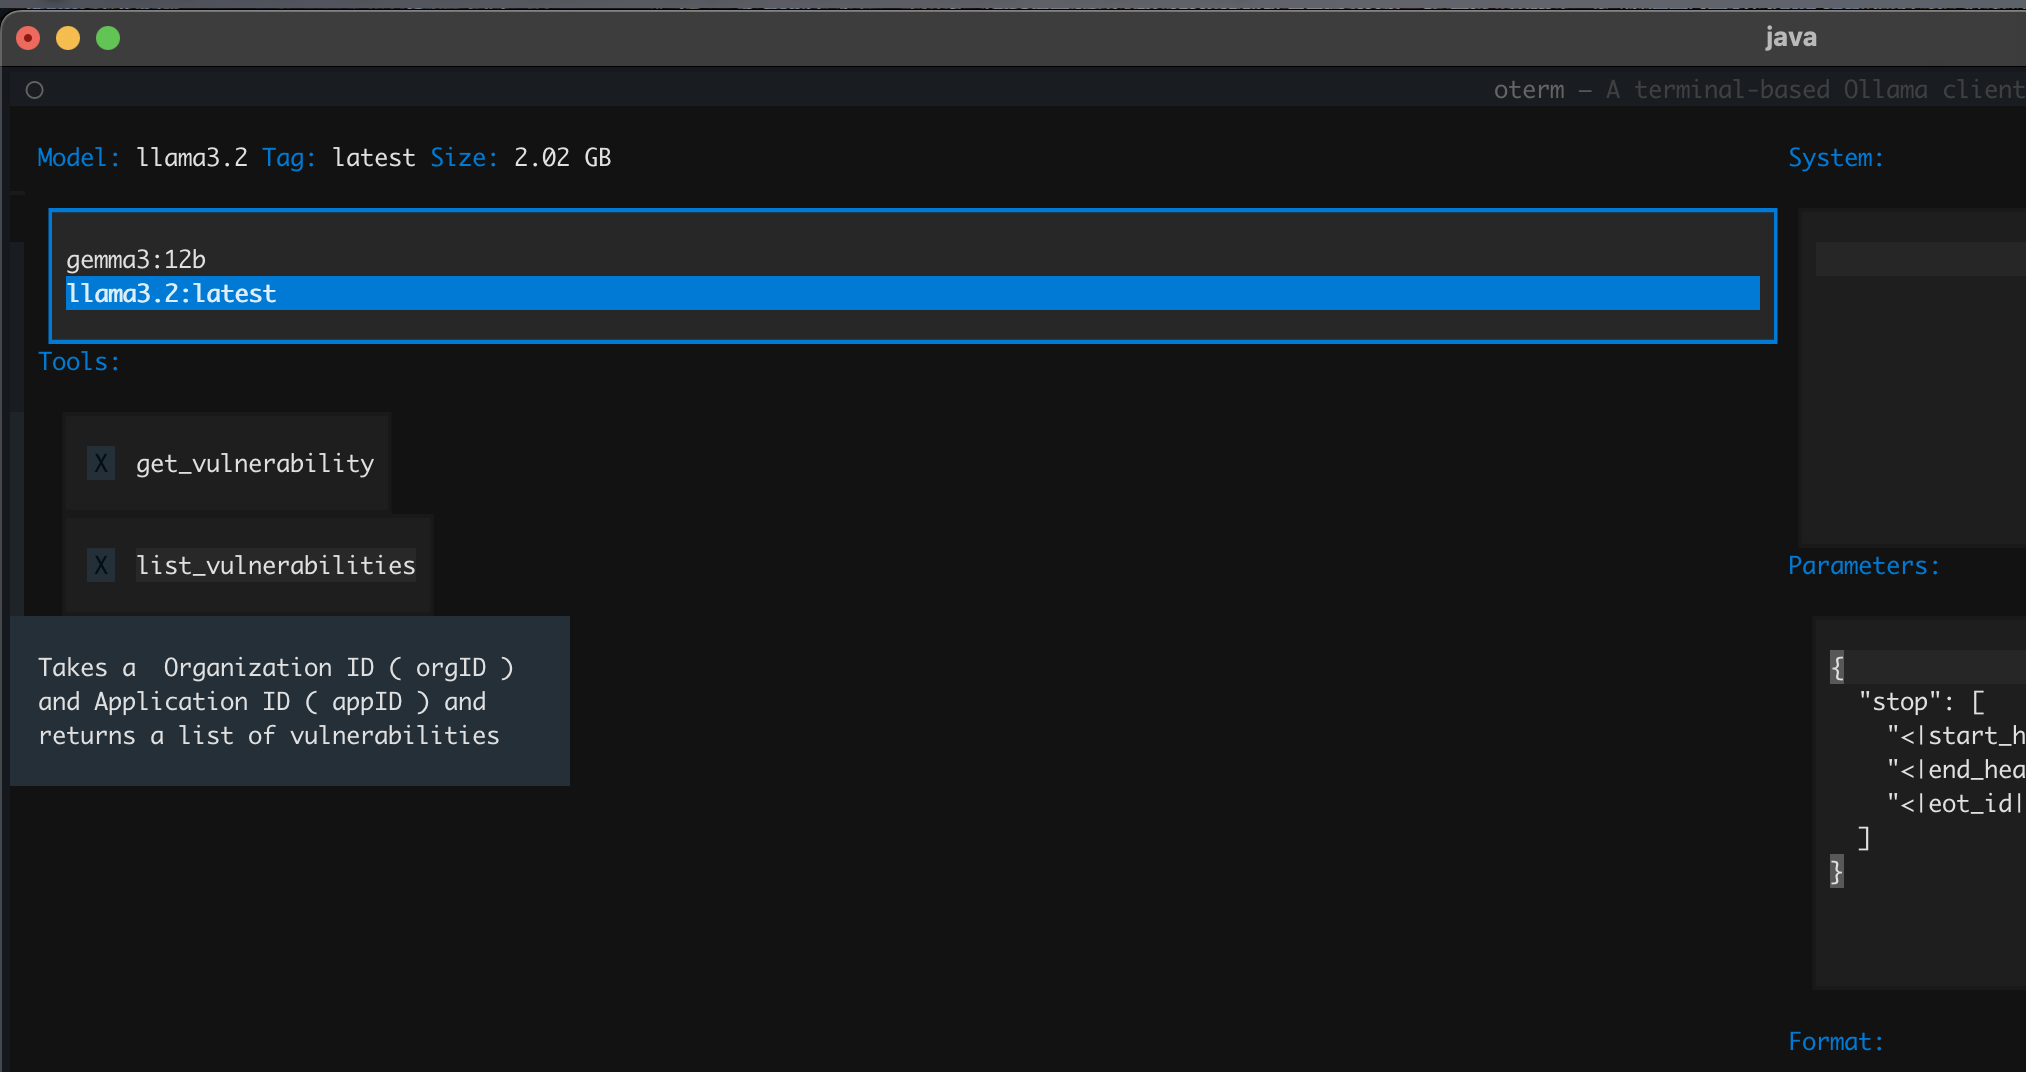 java
oterm — A terminal-based Ollama client
Model: llama3.2 Tag: latest Size: 2.02 GB
gemma3:12b
llama3.2:latest
Tools:
X get_vulnerability
X list_vulnerabilities
Takes a  Organization ID ( orgID )
and Application ID ( appID ) and
returns a list of vulnerabilities
System:
Parameters:
{
"stop": [
"<|start_h
"<|end_hea
"<|eot_id|
]
}
Format: